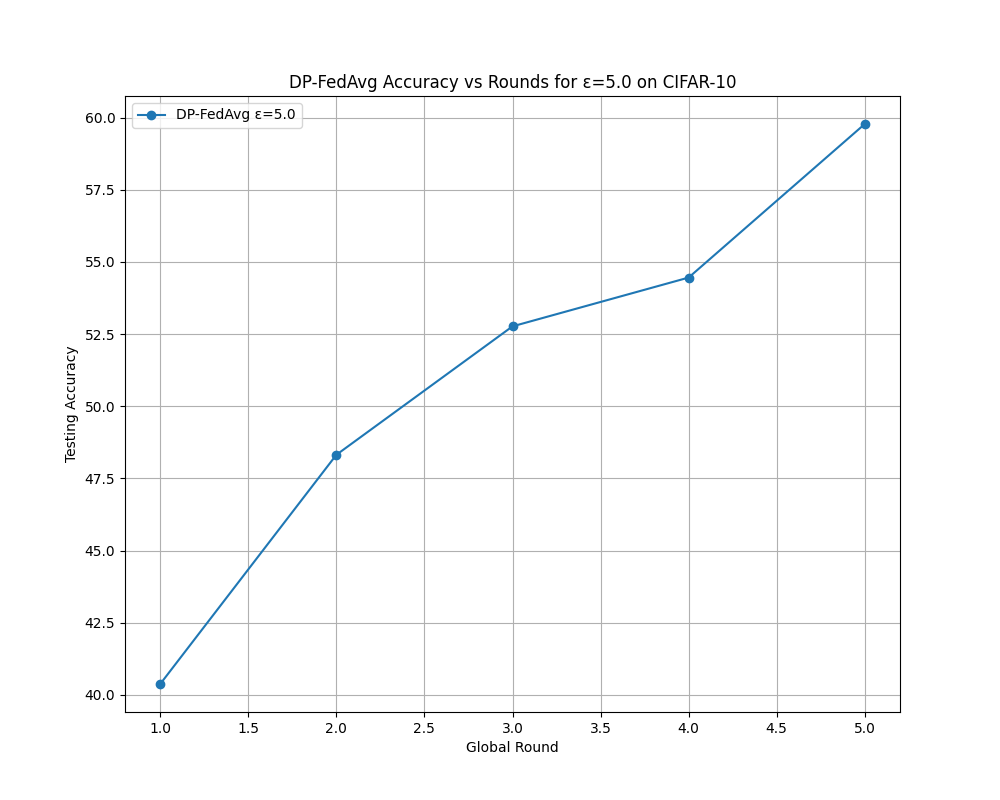 DP-FedAvg Accuracy vs Rounds for ε=5.0 on CIFAR-10
DP-FedAvg ε=5.0
60.0
57.5
55.0
52.5
50.0
47.5
45.0
42.5
40.0
Testing Accuracy
1.0 1.5 2.0 2.5 3.0 3.5 4.0 4.5 5.0
Global Round